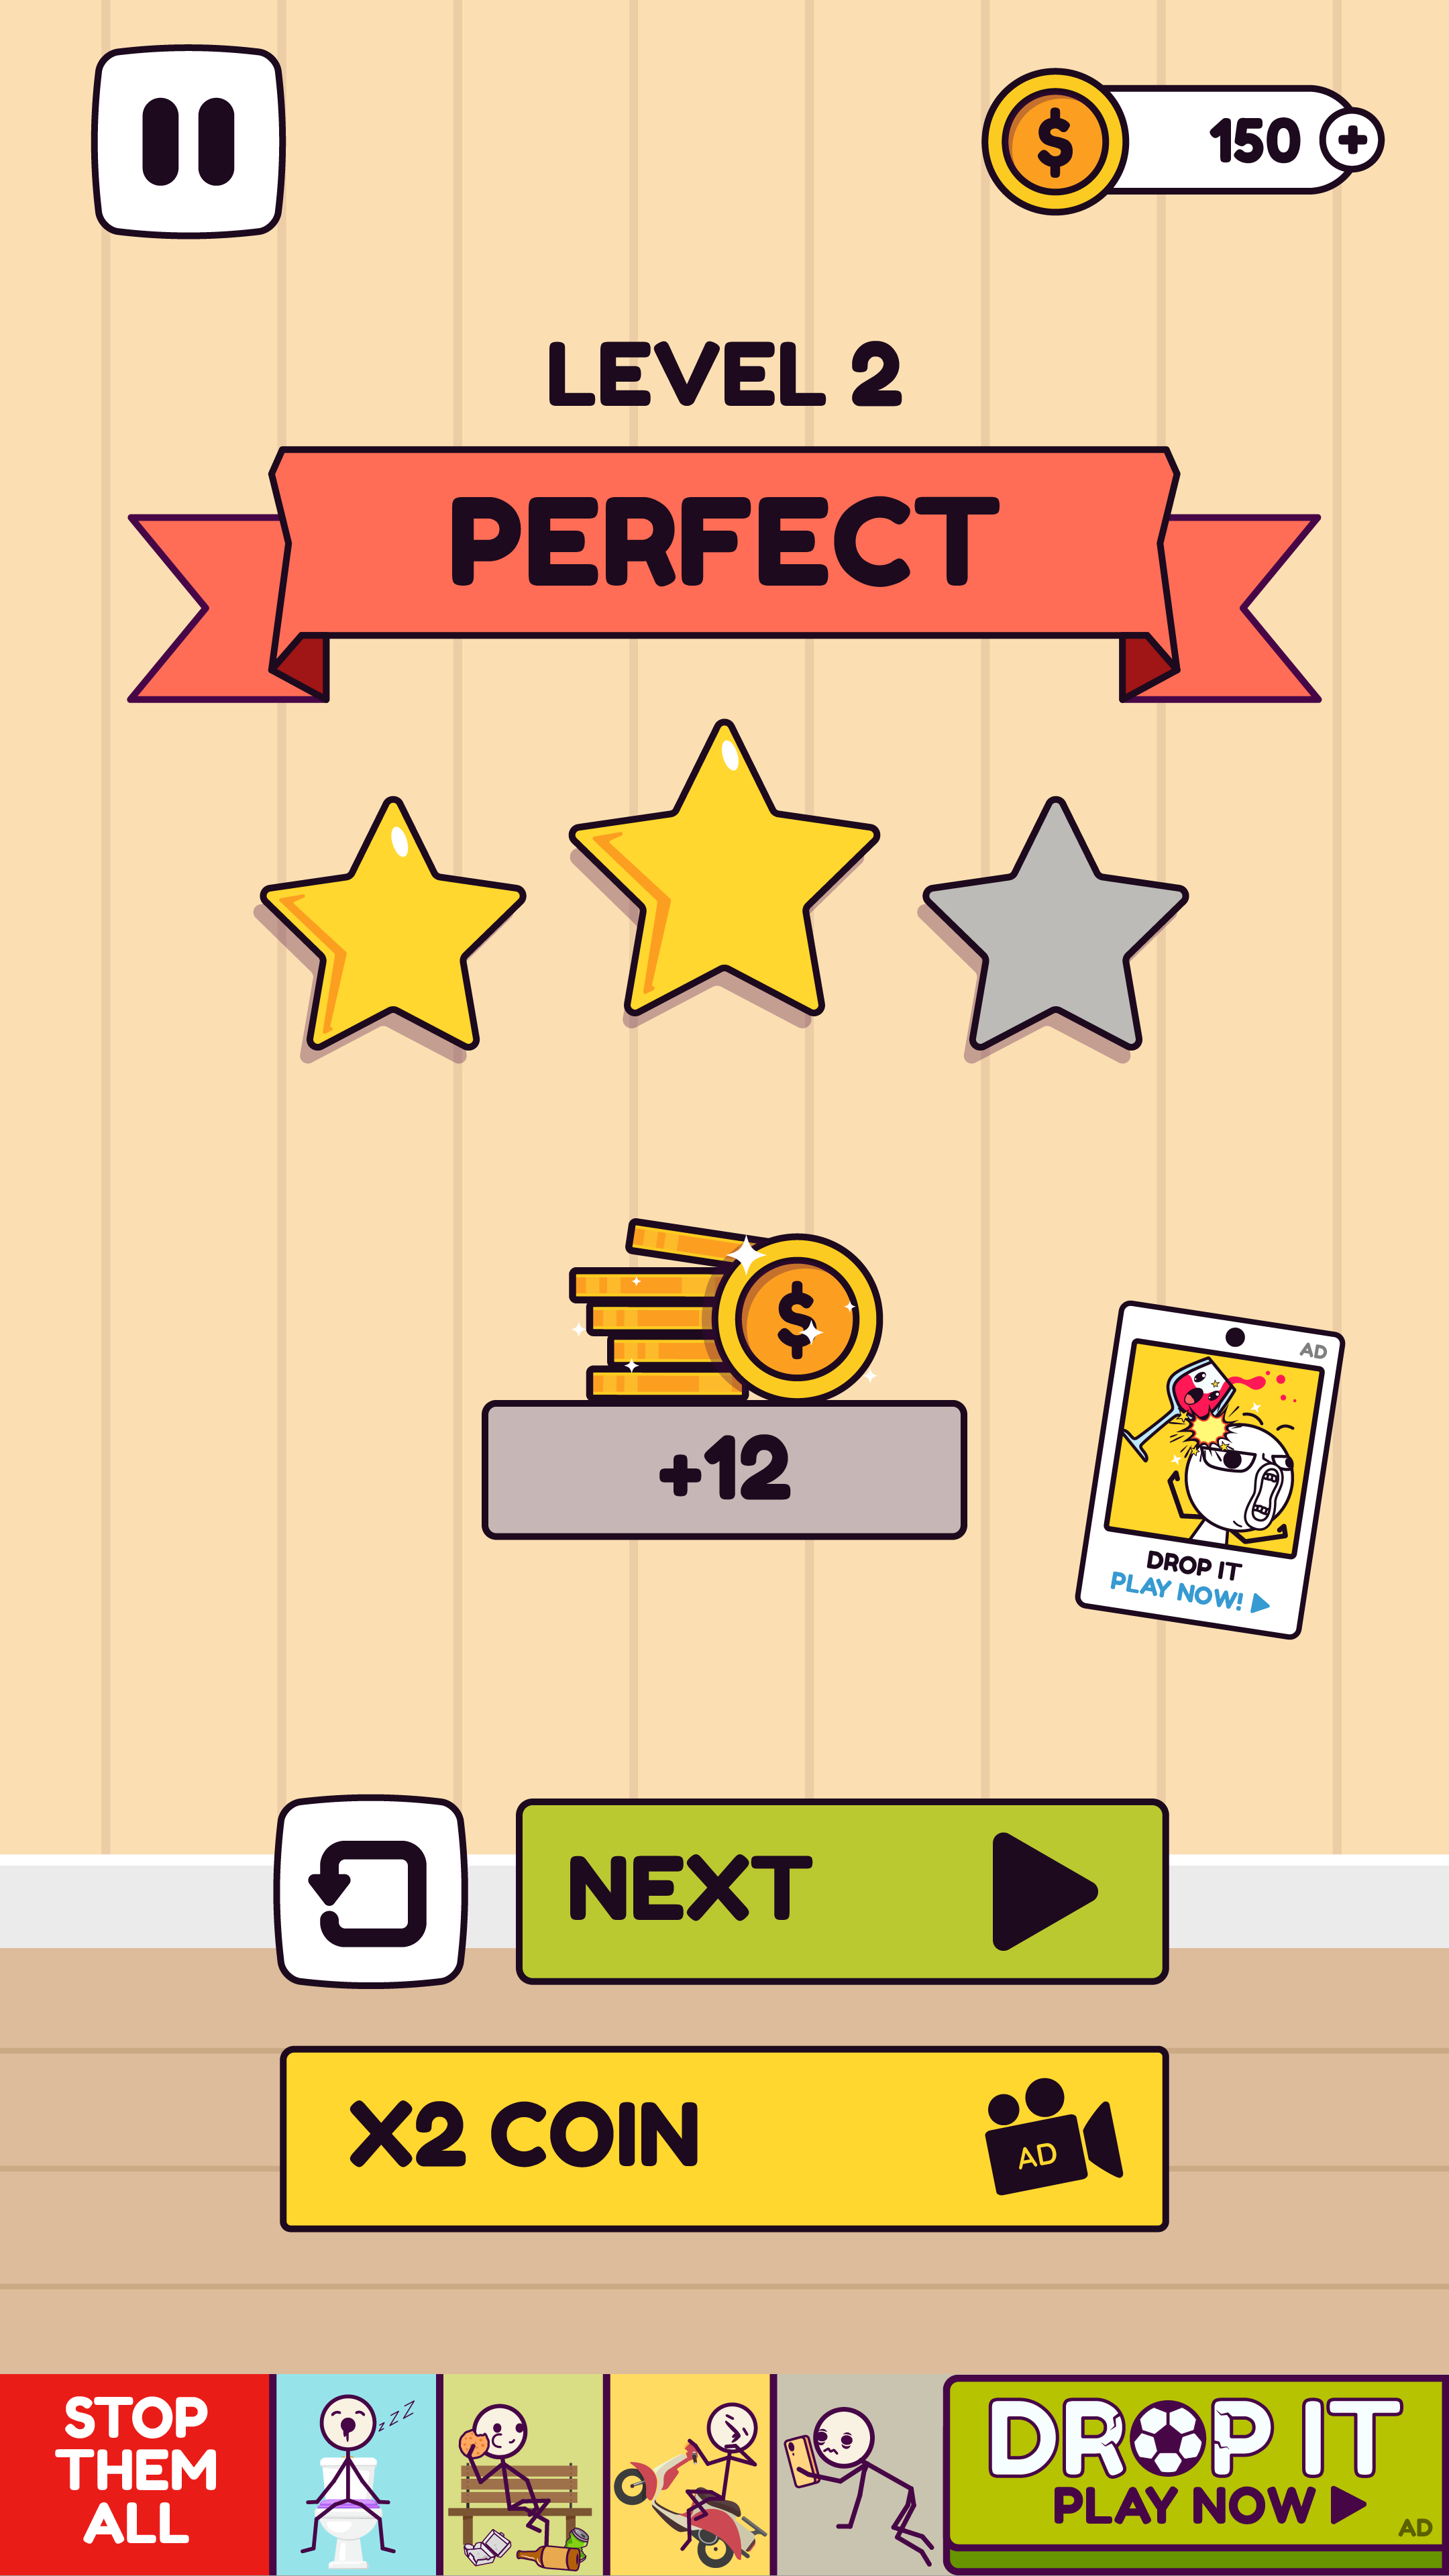 $ 150 +
LEVEL 2
PERFECT
$
+12
AD
DROP IT
PLAY NOW!
NEXT
X2 COIN
AD
STOP
THEM
ALL
zzz
DROP IT
PLAY NOW
AD